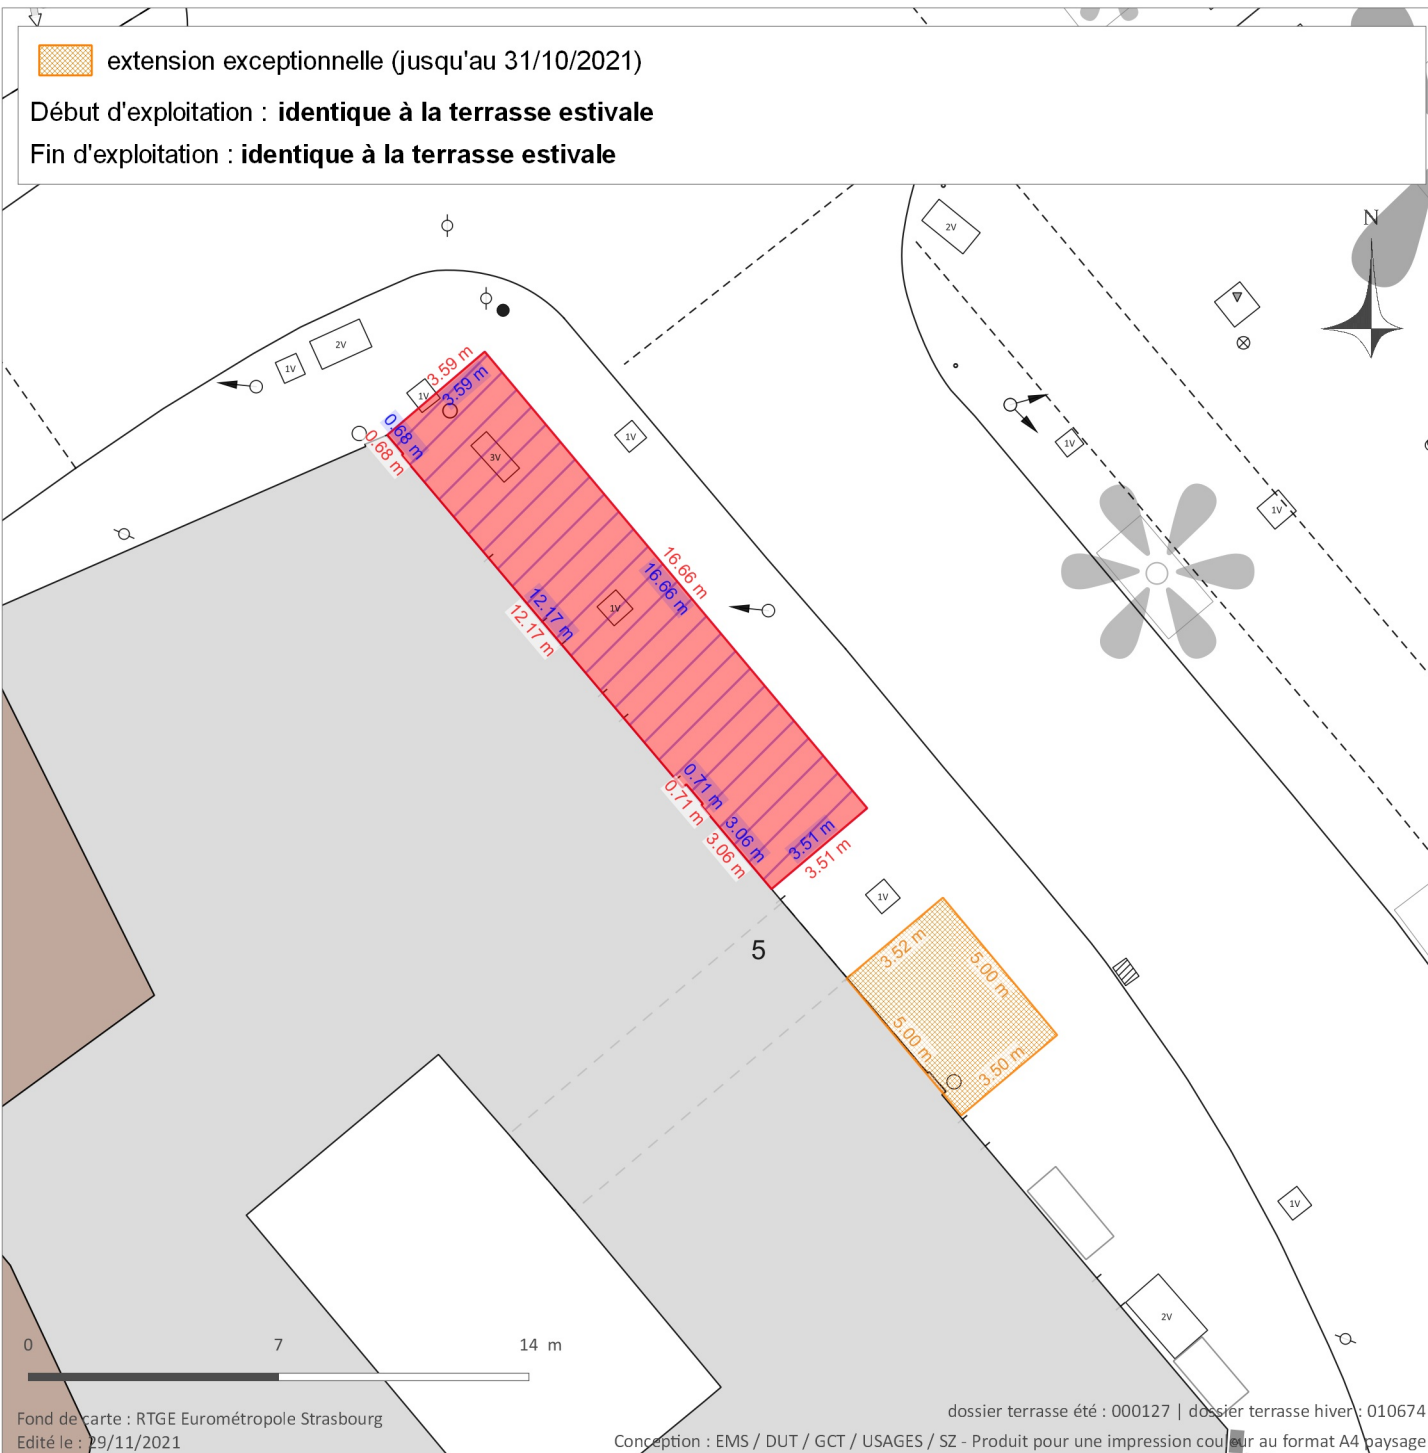 extension exceptionnelle (jusqu'au 31/10/2021)
Début d'exploitation : identique à la terrasse estivale
Fin d'exploitation : identique à la terrasse estivale
N
2V
2V
1V
1V
3.59 m
3.59 m
0.68 m
0.68 m
3V
1V
1V
1V
16.66 m
16.66 m
12.17 m
12.17 m
1V
0.71 m
0.71 m
3.06 m
3.06 m
3.51 m
3.51 m
1V
5
3.52 m
5.00 m
5.00 m
3.50 m
1V
2V
0 7 14 m
Fond de carte : RTGE Eurométropole Strasbourg
Edité le : 29/11/2021
dossier terrasse été : 000127 | dossier terrasse hiver : 010674
Conception : EMS / DUT / GCT / USAGES / SZ - Produit pour une impression couleur au format A4 paysage